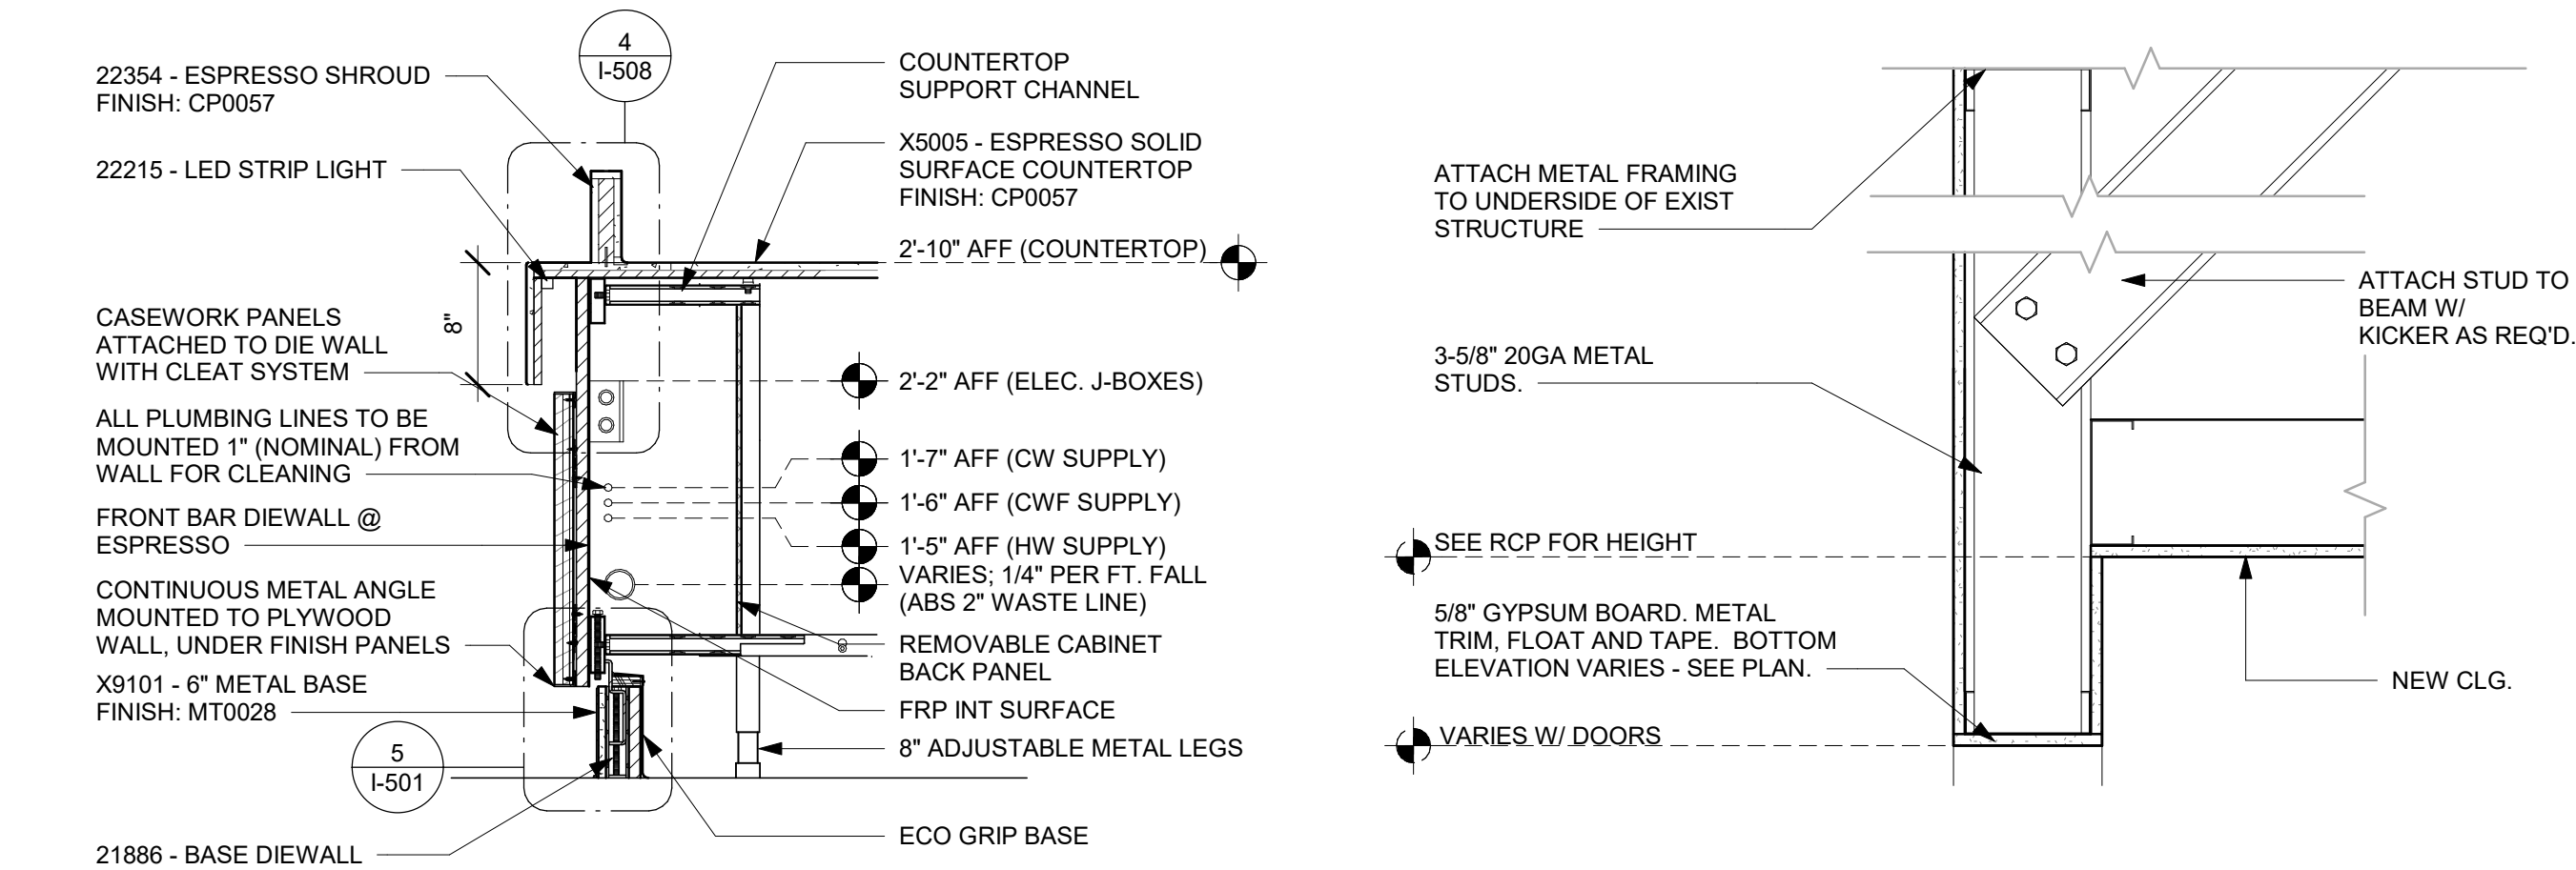 4
I-508
22354 - ESPRESSO SHROUD
FINISH: CP0057
22215 - LED STRIP LIGHT
8"
CASEWORK PANELS
ATTACHED TO DIE WALL
WITH CLEAT SYSTEM
ALL PLUMBING LINES TO BE
MOUNTED 1" (NOMINAL) FROM
WALL FOR CLEANING
FRONT BAR DIEWALL @
ESPRESSO
CONTINUOUS METAL ANGLE
MOUNTED TO PLYWOOD
WALL, UNDER FINISH PANELS
X9101 - 6" METAL BASE
FINISH: MT0028
5
I-501
21886 - BASE DIEWALL
COUNTERTOP
SUPPORT CHANNEL
X5005 - ESPRESSO SOLID
SURFACE COUNTERTOP
FINISH: CP0057
2'-10" AFF (COUNTERTOP)
2'-2" AFF (ELEC. J-BOXES)
1'-7" AFF (CW SUPPLY)
1'-6" AFF (CWF SUPPLY)
1'-5" AFF (HW SUPPLY)
VARIES; 1/4" PER FT. FALL
(ABS 2" WASTE LINE)
REMOVABLE CABINET
BACK PANEL
FRP INT SURFACE
8" ADJUSTABLE METAL LEGS
ECO GRIP BASE
ATTACH METAL FRAMING
TO UNDERSIDE OF EXIST
STRUCTURE
ATTACH STUD TO
BEAM W/
KICKER AS REQ'D.
3-5/8" 20GA METAL
STUDS.
SEE RCP FOR HEIGHT
5/8" GYPSUM BOARD. METAL
TRIM, FLOAT AND TAPE. BOTTOM
ELEVATION VARIES - SEE PLAN.
NEW CLG.
VARIES W/ DOORS